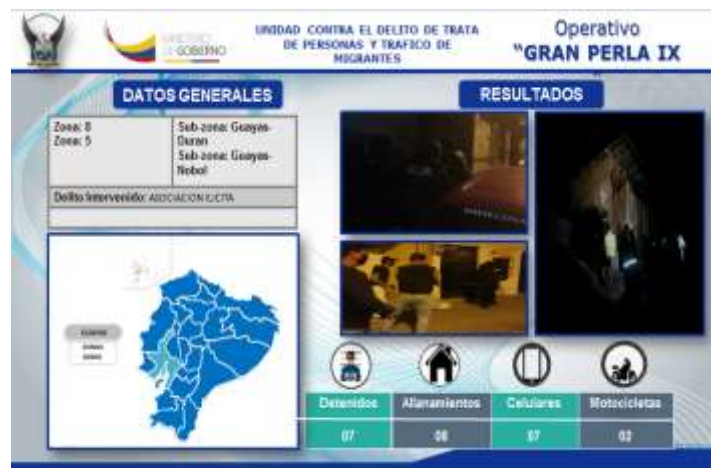 MINISTERIO
DE GOBIERNO
UNIDAD CONTRA EL DELITO DE TRATA
DE PERSONAS Y TRAFICO DE
MIGRANTES
Operativo
"GRAN PERLA IX
"
DATOS GENERALES
RESULTADOS
Zona: 8
Zona: 5
Sub-zona: Guayas-
Duran
Sub-zona: Guayas-
Nobol
Delito Intervenido: ASOCIACION ILICITA
Detenidos
Allanamientos
Celulares
Motocicletas
07
08
07